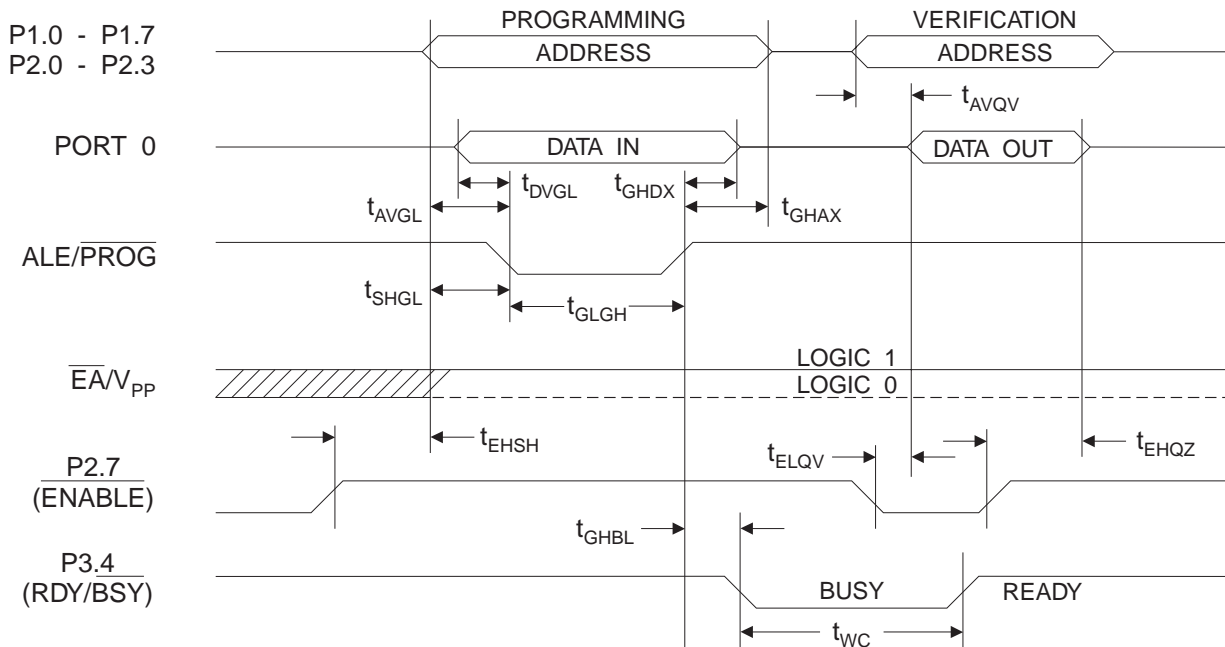 PROGRAMMING
VERIFICATION
P1.0 - P1.7
P2.0 - P2.3
ADDRESS
ADDRESS
tAVQV
PORT 0
DATA IN
DATA OUT
tDVGL
tGHDX
tAVGL
tGHAX
ALE/PROG
tSHGL
tGLGH
LOGIC 1
EA/VPP
LOGIC 0
tEHSH
tELQV
tEHQZ
P2.7
(ENABLE)
tGHBL
P3.4
(RDY/BSY)
BUSY
READY
tWC